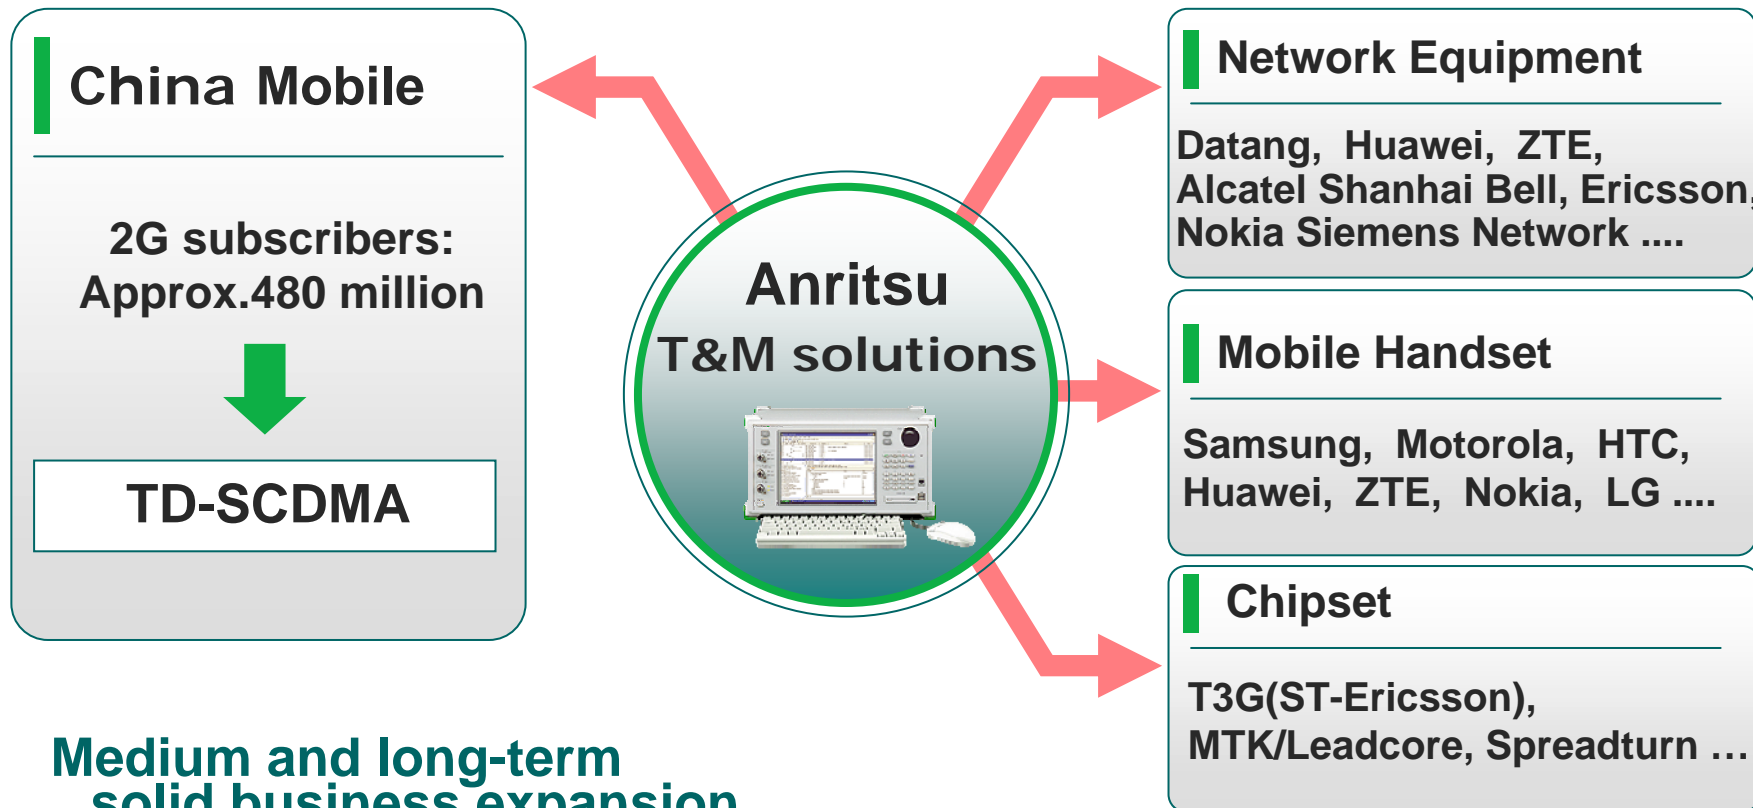 China Mobile
2G subscribers:
Approx.480 million
TD-SCDMA
Anritsu
T&M solutions
Network Equipment
Datang, Huawei, ZTE,
Alcatel Shanhai Bell, Ericsson,
Nokia Siemens Network ....
Mobile Handset
Samsung, Motorola, HTC,
Huawei, ZTE, Nokia, LG ....
Chipset
T3G(ST-Ericsson),
MTK/Leadcore, Spreadturn ...
Medium and long-term
solid business expansion